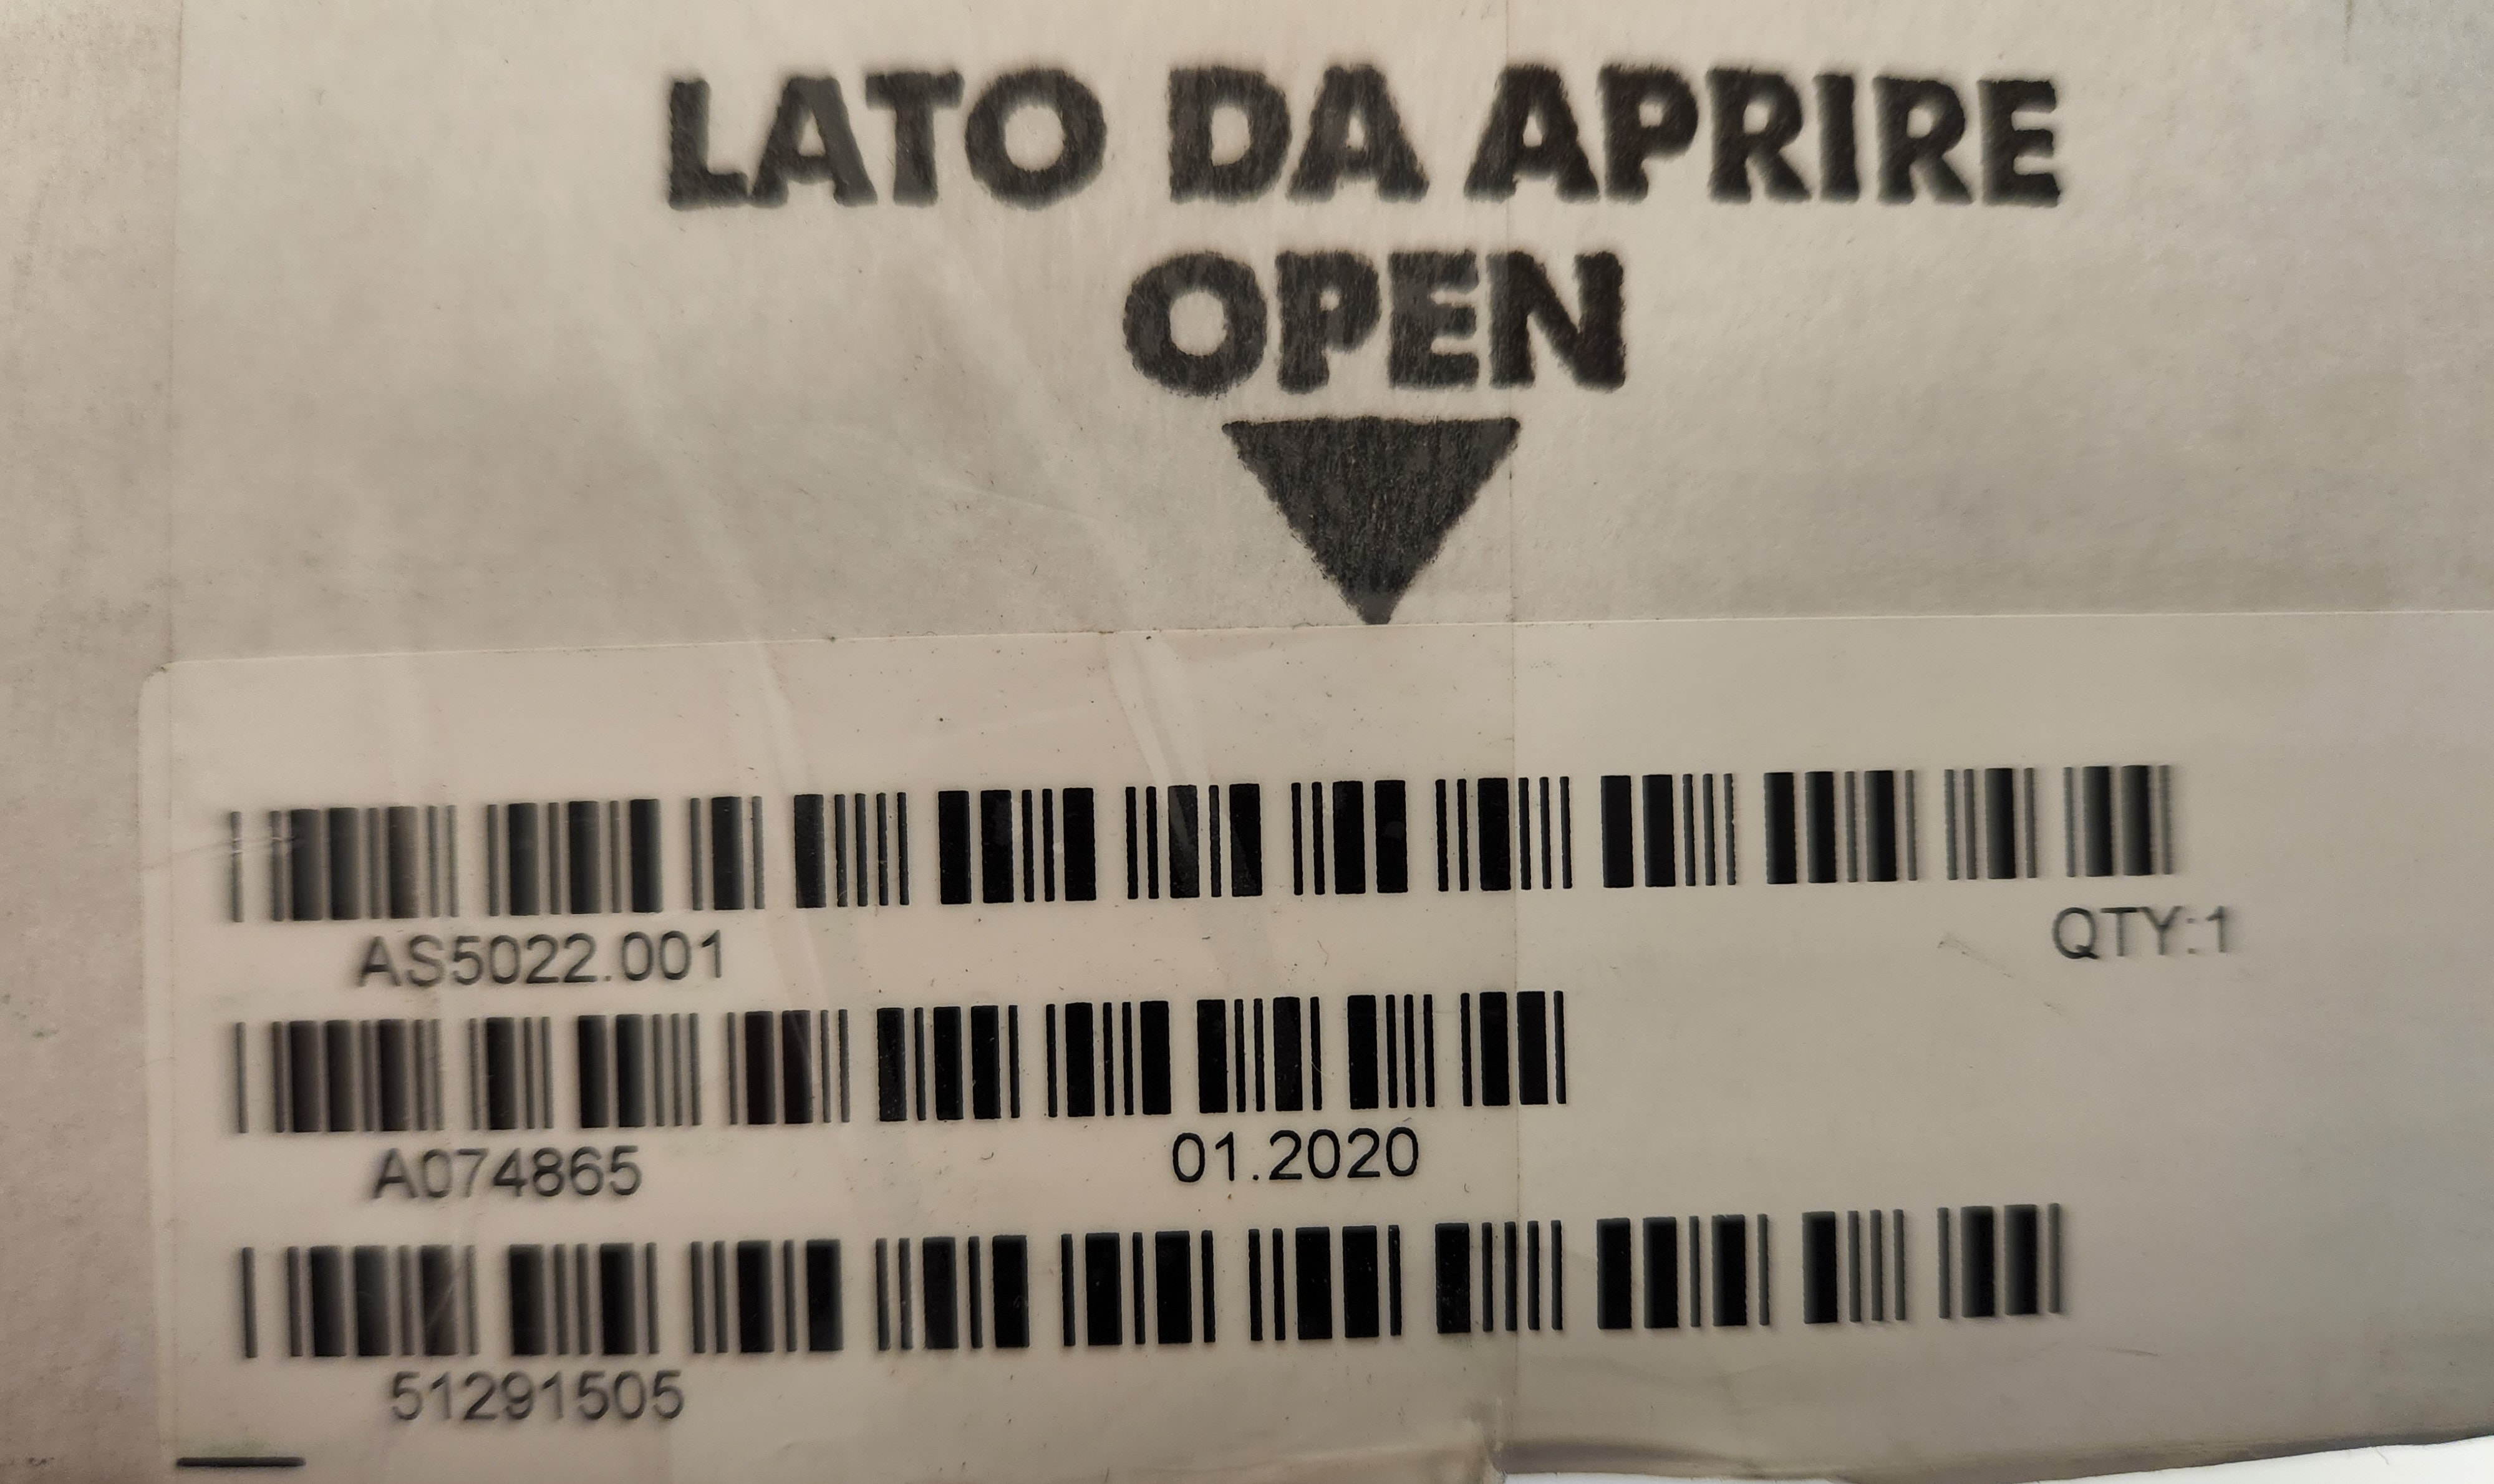 LATO DA APRIRE
OPEN
AS5022.001 QTY:1
A074865 01.2020
51291505